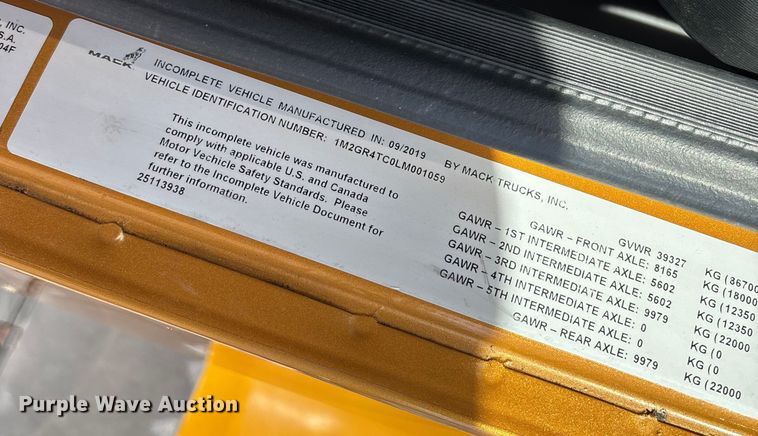 , INC.
S.A.
04F
MACK
INCOMPLETE VEHICLE MANUFACTURED IN: 09/2019 BY MACK TRUCKS, INC.
VEHICLE IDENTIFICATION NUMBER: 1M2GR4TC0LM001059
This incomplete vehicle was manufactured to
comply with applicable U.S. and Canada
Motor Vechicle Safety Standards. Please
refer to the Incomplete Vehicle Document for
further information.
25113938
GVWR 39327 KG (86700
GAWR – FRONT AXLE: 8165 KG (18000
GAWR – 1ST INTERMEDIATE AXLE: 5602 KG (12350
GAWR – 2ND INTERMEDIATE AXLE: 5602 KG (12350
GAWR – 3RD INTERMEDIATE AXLE: 9979 KG (22000
GAWR – 4TH INTERMEDIATE AXLE: 0 KG (0
GAWR – 5TH INTERMEDIATE AXLE: 0 KG (0
GAWR – REAR AXLE: 9979 KG (22000
Purple Wave Auction